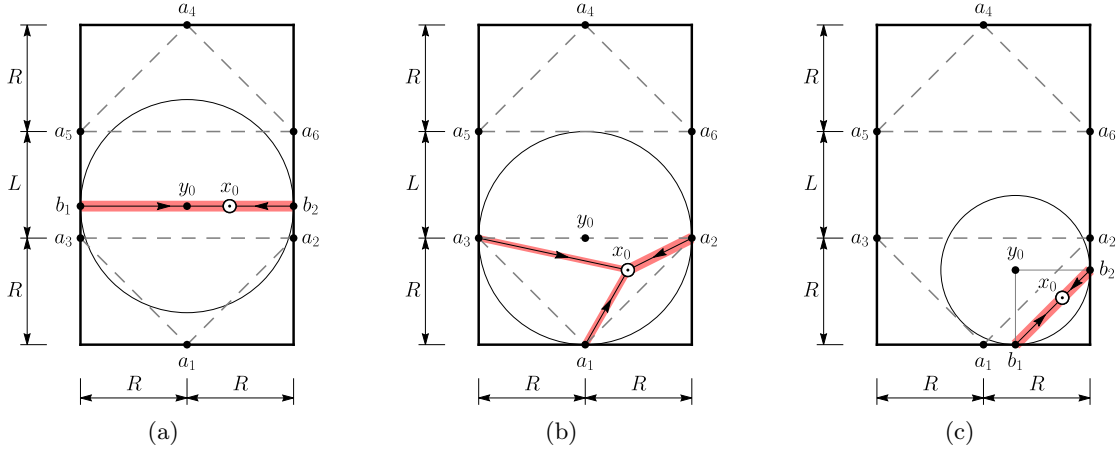 a₄ a₄ a₄
R R R
a₅ a₆ a₅ a₆ a₅ a₆
L y₀ x₀ L L
b₁ b₂ y₀
a₃ a₂ a₃ x₀ a₂ a₃ y₀ a₂
b₂
R R R x₀
a₁ a₁ a₁ b₁
R R R R R R
(a) (b) (c)